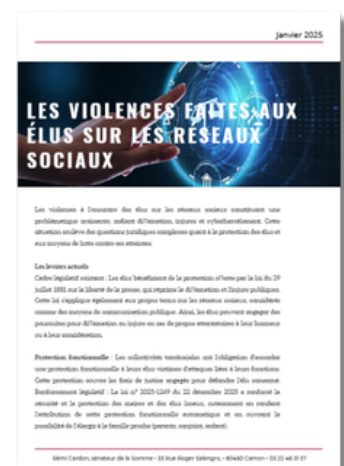 Janvier 2025
LES VIOLENCES FAITES AUX
ÉLUS SUR LES RÉSEAUX
SOCIAUX
Les violences à l'encontre des élus sur les réseaux sociaux constituent une
problématique croissante, mêlant diffamation, injures et cyberharcèlement. Cette
situation soulève des questions juridiques complexes quant à la protection des élus et
aux moyens de lutte contre ces atteintes.
Les leviers actuels
Cadre législatif existant : Les élus bénéficient de la protection offerte par la loi du 29
juillet 1881 sur la liberté de la presse, qui réprime la diffamation et l'injure publiques.
Cette loi s'applique également aux propos tenus sur les réseaux sociaux, considérés
comme des moyens de communication publique. Ainsi, les élus peuvent engager des
poursuites pour diffamation ou injure en cas de propos attentatoires à leur honneur
ou à leur considération.
Protection fonctionnelle : Les collectivités territoriales ont l'obligation d'accorder
une protection fonctionnelle à leurs élus victimes d'attaques liées à leurs fonctions.
Cette protection couvre les frais de justice engagés pour défendre l'élu concerné.
Renforcement législatif : La loi n° 2025-1249 du 22 décembre 2025 a renforcé la
sécurité et la protection des maires et des élus locaux, notamment en rendant
l'attribution de cette protection fonctionnelle automatique et en ouvrant la
possibilité de l'élargir à la famille proche (parents, conjoint, enfant).
Rémi Cardon, sénateur de la Somme - 33 Rue Roger Salengro, - 80450 Camon - 03 22 46 31 37